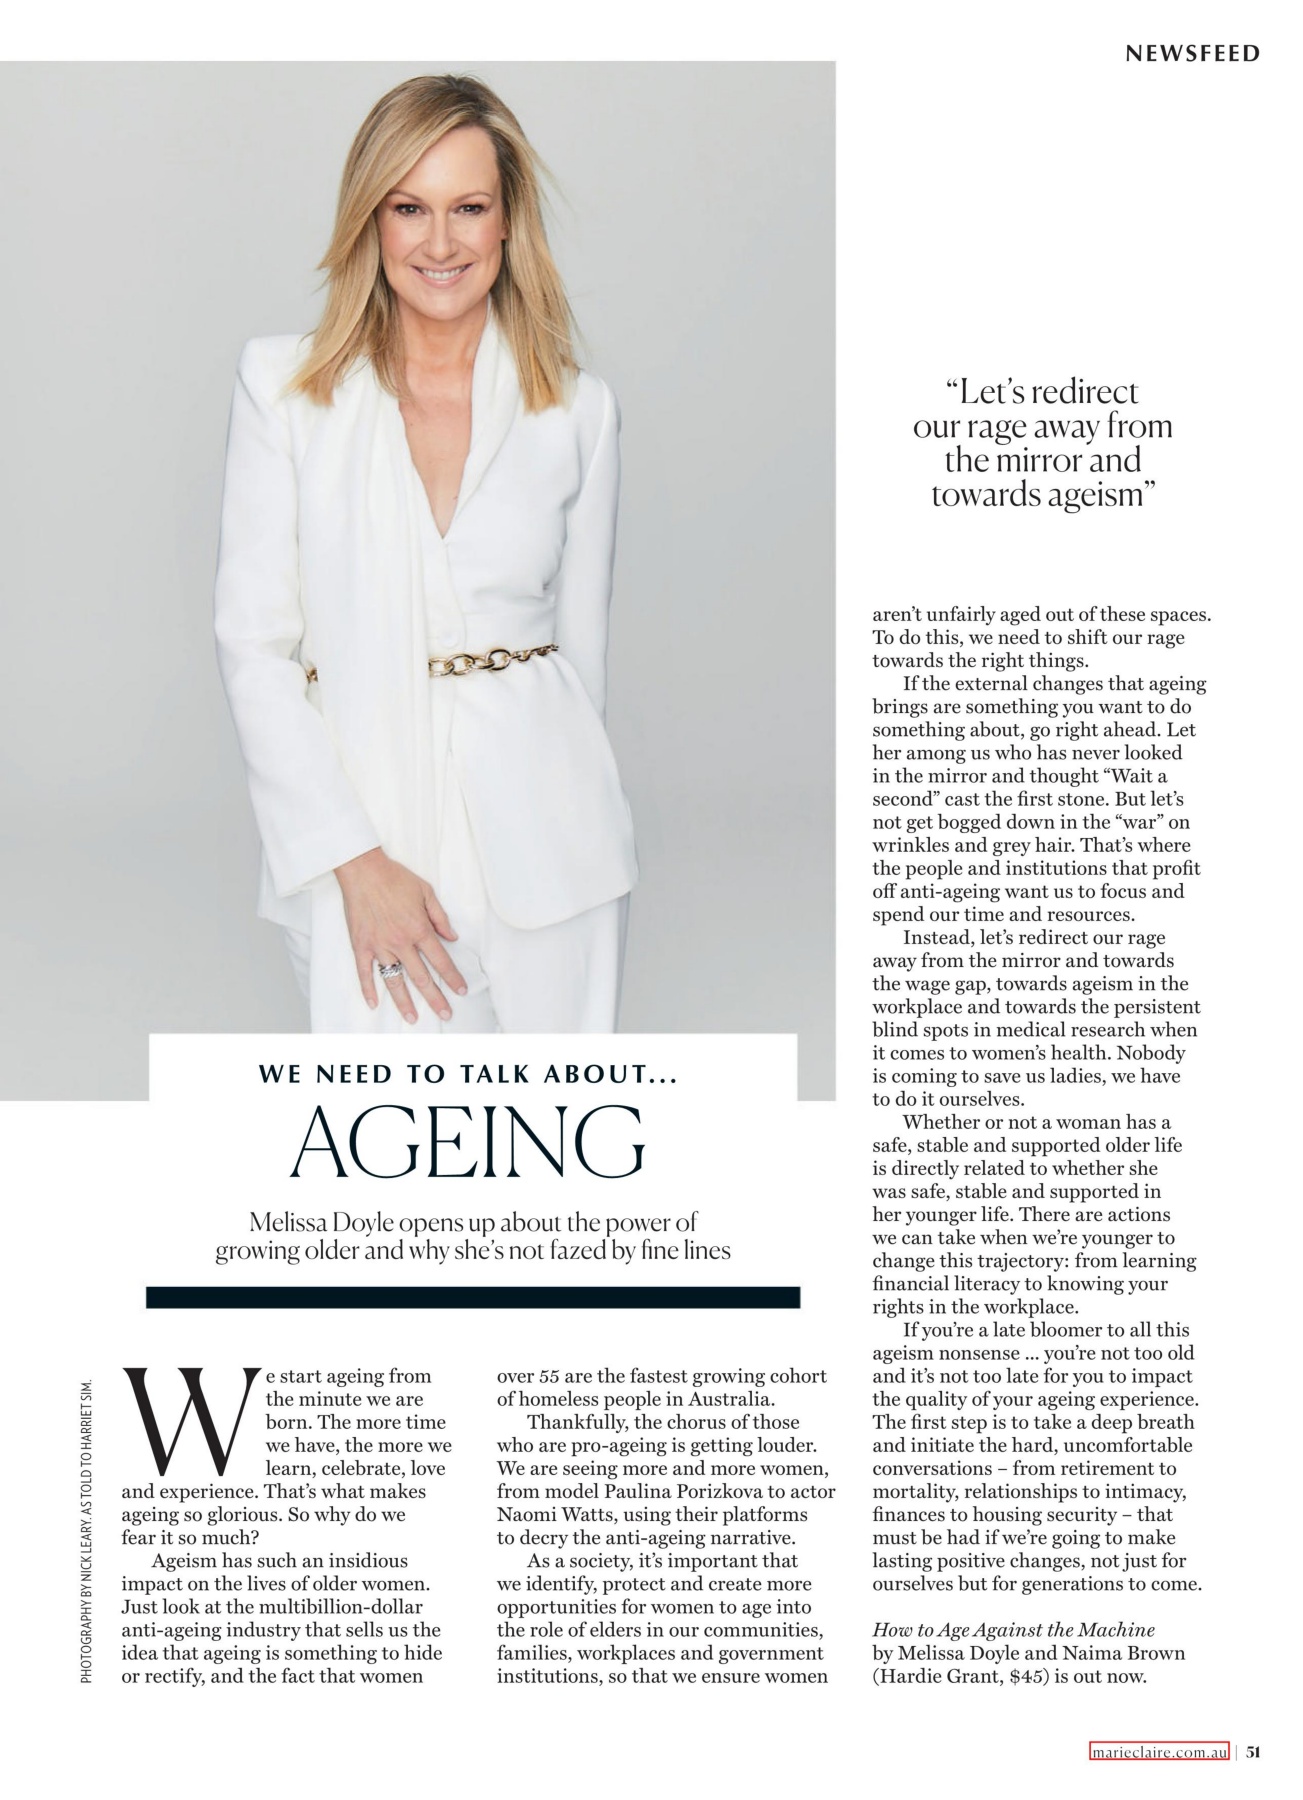 NEWSFEED
WE NEED TO TALK ABOUT...
AGEING
Melissa Doyle opens up about the power of
growing older and why she’s not fazed by fine lines
We start ageing from
the minute we are
born. The more time
we have, the more we
learn, celebrate, love
and experience. That’s what makes
ageing so glorious. So why do we
fear it so much?
Ageism has such an insidious
impact on the lives of older women.
Just look at the multibillion-dollar
anti-ageing industry that sells us the
idea that ageing is something to hide
or rectify, and the fact that women
over 55 are the fastest growing cohort
of homeless people in Australia.
Thankfully, the chorus of those
who are pro-ageing is getting louder.
We are seeing more and more women,
from model Paulina Porizkova to actor
Naomi Watts, using their platforms
to decry the anti-ageing narrative.
As a society, it’s important that
we identify, protect and create more
opportunities for women to age into
the role of elders in our communities,
families, workplaces and government
institutions, so that we ensure women
“Let’s redirect
our rage away from
the mirror and
towards ageism”
aren’t unfairly aged out of these spaces.
To do this, we need to shift our rage
towards the right things.
If the external changes that ageing
brings are something you want to do
something about, go right ahead. Let
her among us who has never looked
in the mirror and thought “Wait a
second” cast the first stone. But let’s
not get bogged down in the “war” on
wrinkles and grey hair. That’s where
the people and institutions that profit
off anti-ageing want us to focus and
spend our time and resources.
Instead, let’s redirect our rage
away from the mirror and towards
the wage gap, towards ageism in the
workplace and towards the persistent
blind spots in medical research when
it comes to women’s health. Nobody
is coming to save us ladies, we have
to do it ourselves.
Whether or not a woman has a
safe, stable and supported older life
is directly related to whether she
was safe, stable and supported in
her younger life. There are actions
we can take when we’re younger to
change this trajectory: from learning
financial literacy to knowing your
rights in the workplace.
If you’re a late bloomer to all this
ageism nonsense ... you’re not too old
and it’s not too late for you to impact
the quality of your ageing experience.
The first step is to take a deep breath
and initiate the hard, uncomfortable
conversations – from retirement to
mortality, relationships to intimacy,
finances to housing security – that
must be had if we’re going to make
lasting positive changes, not just for
ourselves but for generations to come.
How to Age Against the Machine
by Melissa Doyle and Naima Brown
(Hardie Grant, $45) is out now.
PHOTOGRAPHY BY NICK LEARY. AS TOLD TO HARRIET SIM.
marieclaire.com.au | 51